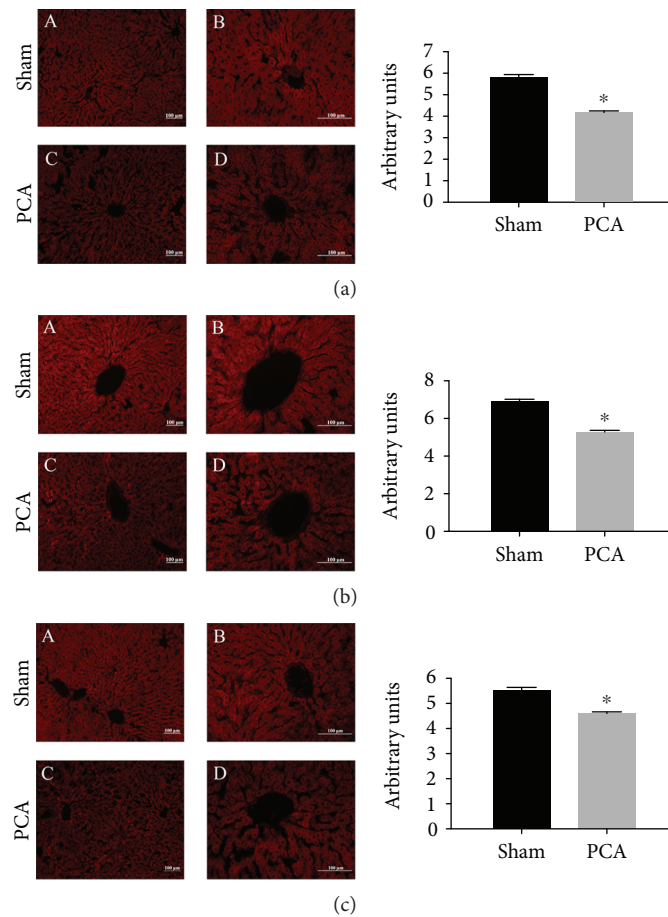 Sham
A
100 μm
B
100 μm
PCA
C
100 μm
D
100 μm
Arbitrary units
7
6
5
4
3
2
1
0
*
Sham PCA
(a)
Sham
A
100 μm
B
100 μm
PCA
C
100 μm
D
100 μm
Arbitrary units
8
6
4
2
0
*
Sham PCA
(b)
Sham
A
100 μm
B
100 μm
PCA
C
100 μm
D
100 μm
Arbitrary units
6
5
4
3
2
1
0
*
Sham PCA
(c)